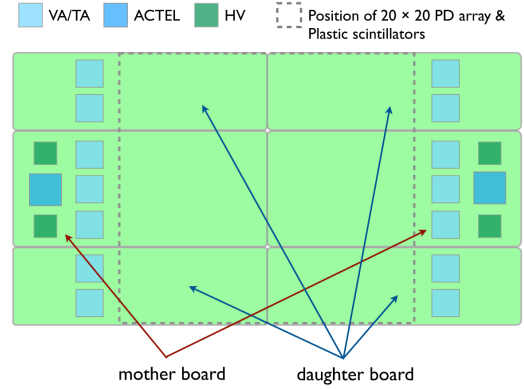 VA/TA
ACTEL
HV
Position of 20 × 20 PD array &
Plastic scintillators
mother board
daughter board